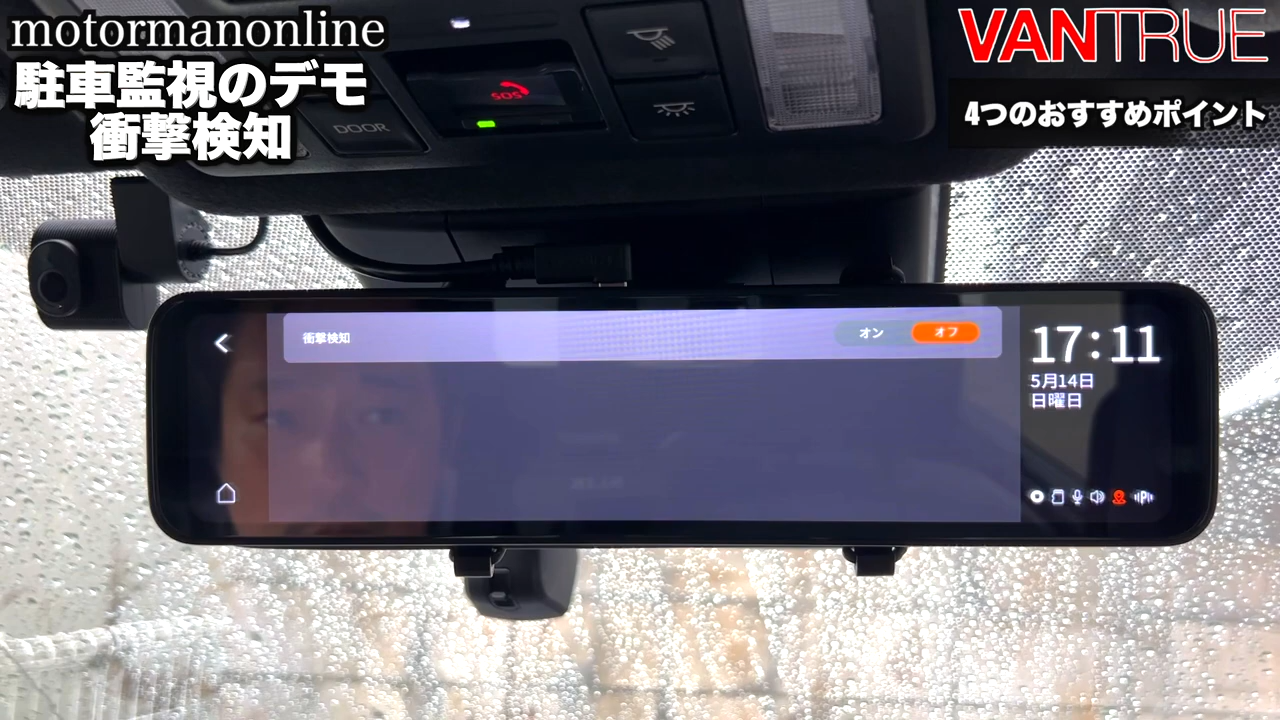 motormanonline
駐車監視のデモ
衝撃検知
VANTRUE
4つのおすすめポイント
SOS
DOOR
衝撃検知
オン
オフ
17:11
5月14日
日曜日